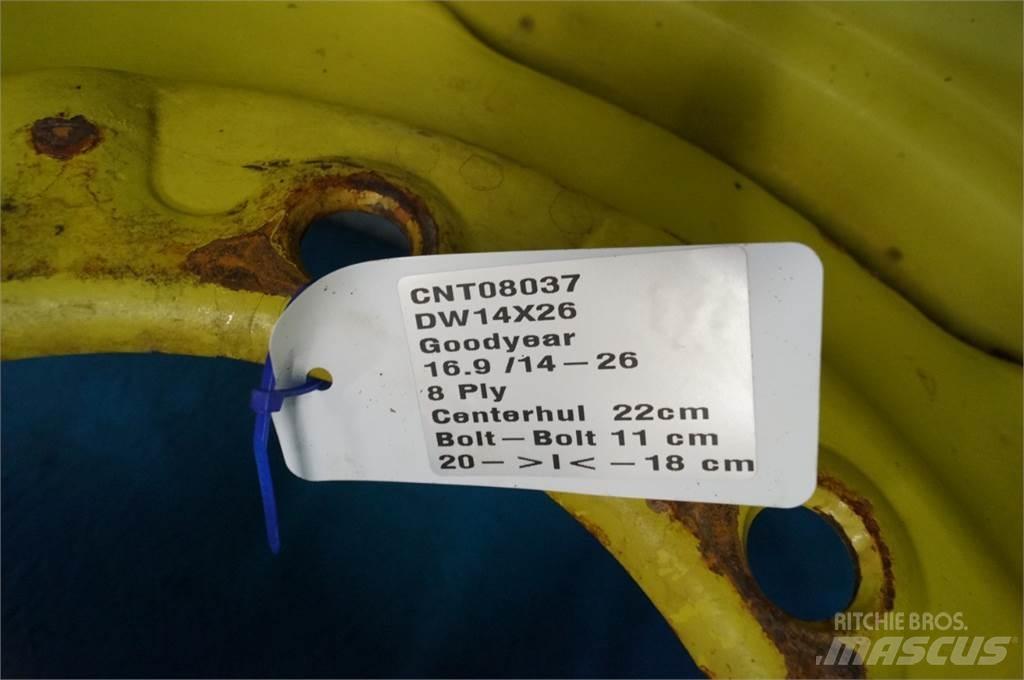 CNT08037
DW14X26
Goodyear
16.9 /14-26
8 Ply
Centerhul 22cm
Bolt-Bolt 11 cm
20- >I< -18 cm
RITCHIE BROS.
MASCUS